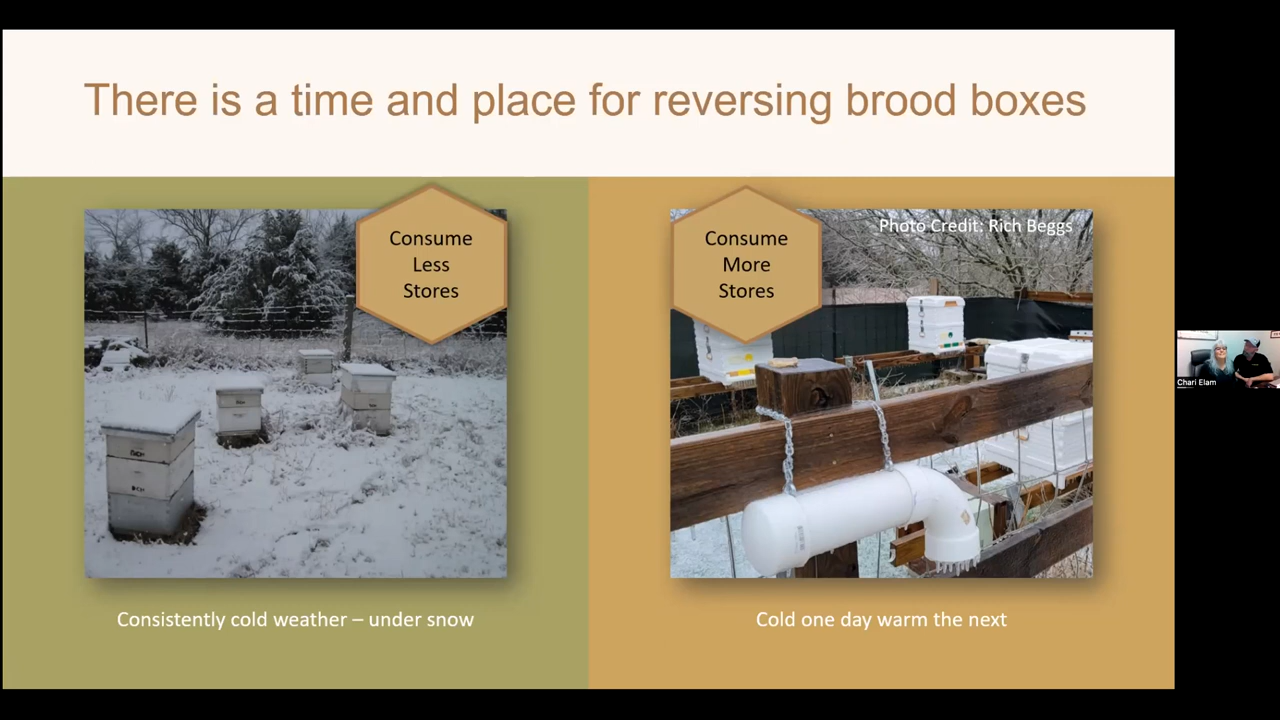 There is a time and place for reversing brood boxes
Consume
Less
Stores
Consume
More
Stores
Photo Credit: Rich Beggs
Consistently cold weather – under snow
Cold one day warm the next
Chari Elam